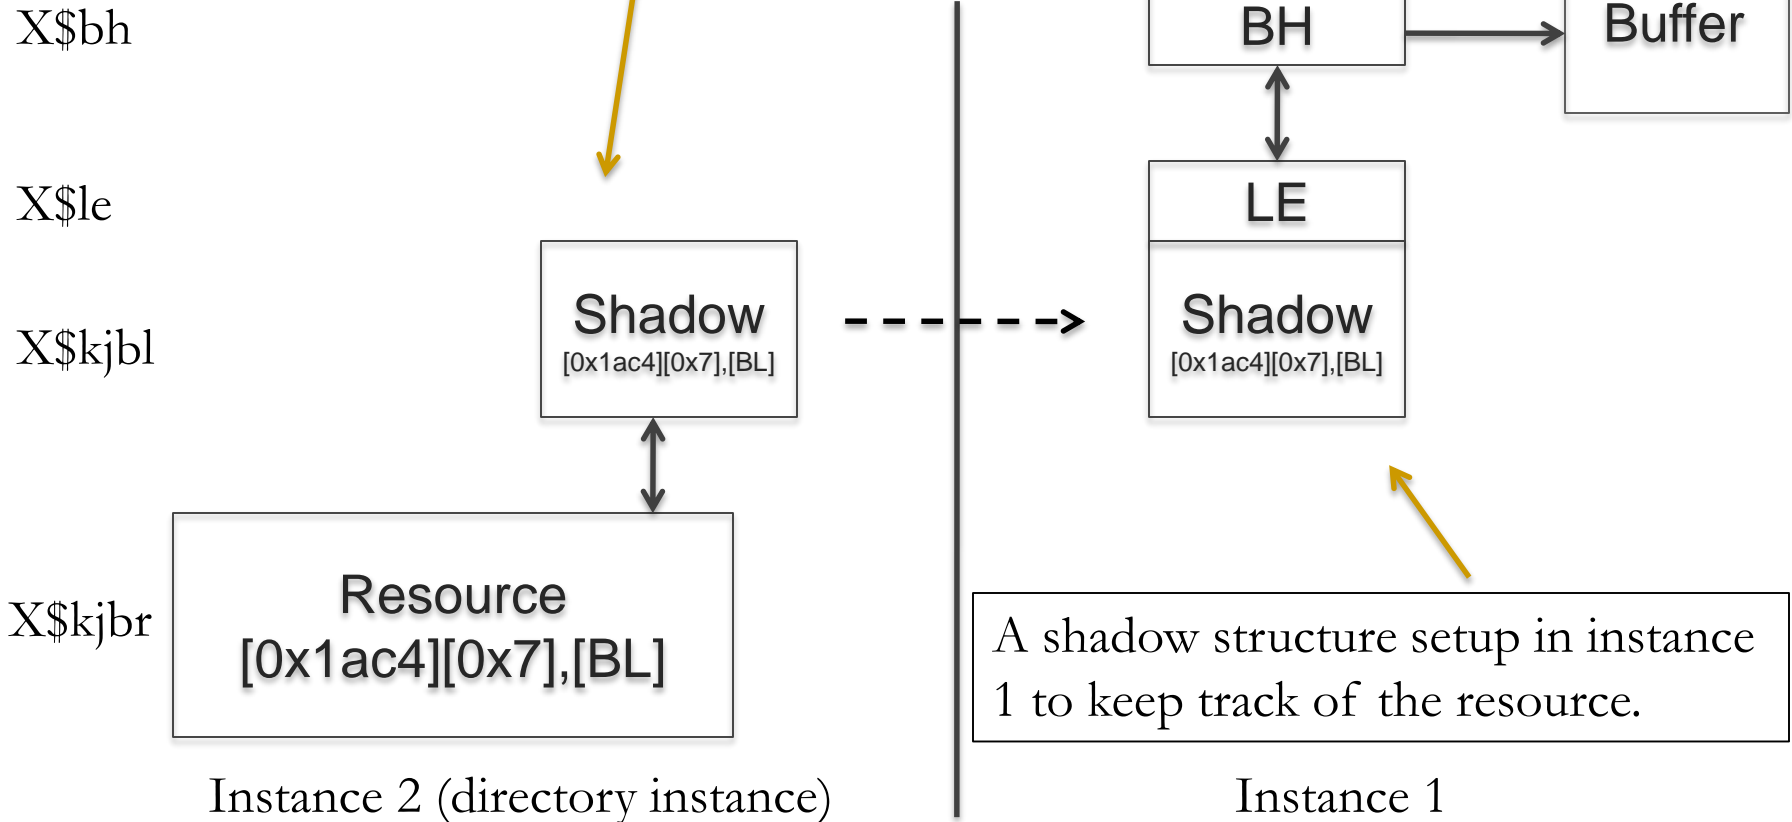 X$bh
BH
Buffer
X$le
LE
X$kjbl
Shadow
[0x1ac4][0x7],[BL]
Shadow
[0x1ac4][0x7],[BL]
X$kjbr
Resource
[0x1ac4][0x7],[BL]
A shadow structure setup in instance
1 to keep track of the resource.
Instance 2 (directory instance)
Instance 1